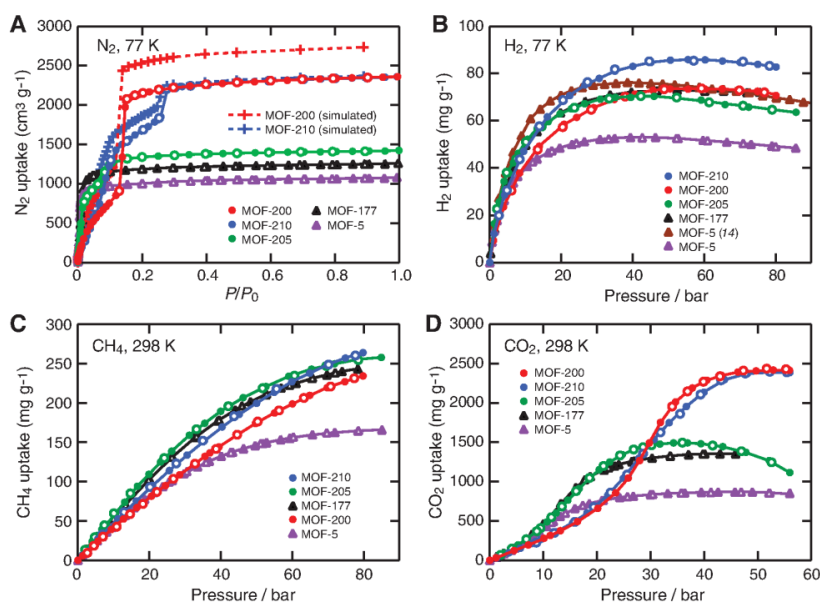 A
N2, 77 K
N2 uptake (cm3 g-1)
3000
2500
2000
1500
1000
500
0
MOF-200 (simulated)
MOF-210 (simulated)
MOF-200
MOF-210
MOF-205
MOF-177
MOF-5
0 0.2 0.4 0.6 0.8 1.0
P/P0
B
H2, 77 K
H2 uptake (mg g-1)
100
80
60
40
20
0
MOF-210
MOF-200
MOF-205
MOF-177
MOF-5 (14)
MOF-5
0 20 40 60 80
Pressure / bar
C
CH4, 298 K
CH4 uptake (mg g-1)
300
250
200
150
100
50
0
MOF-210
MOF-205
MOF-177
MOF-200
MOF-5
0 20 40 60 80
Pressure / bar
D
CO2, 298 K
CO2 uptake (mg g-1)
3000
2500
2000
1500
1000
500
0
MOF-200
MOF-210
MOF-205
MOF-177
MOF-5
0 10 20 30 40 50 60
Pressure / bar